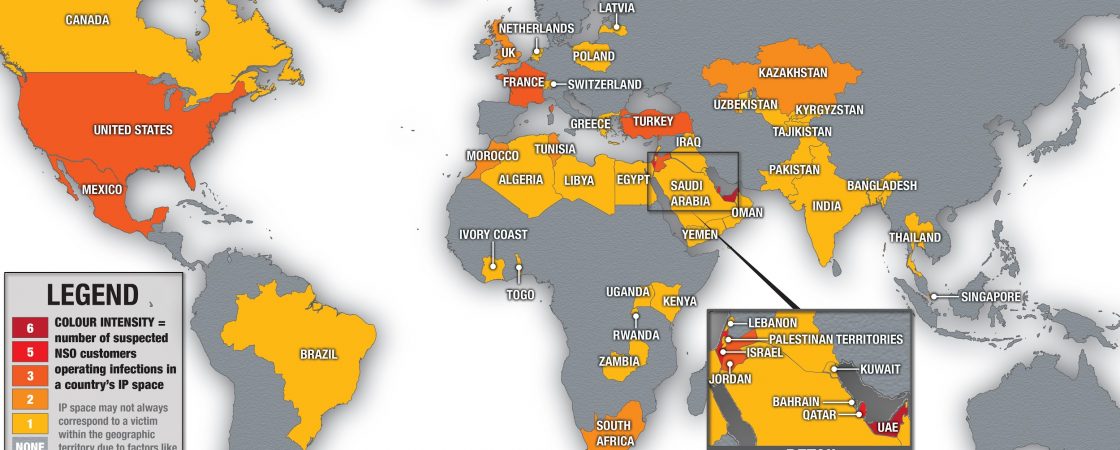 CANADA
LATVIA
NETHERLANDS
UK
POLAND
FRANCE
SWITZERLAND
KAZAKHSTAN
UZBEKISTAN
KYRGYZSTAN
TAJIKISTAN
UNITED STATES
GREECE
TURKEY
IRAQ
MOROCCO
TUNISIA
MEXICO
ALGERIA
LIBYA
EGYPT
SAUDI
ARABIA
OMAN
PAKISTAN
BANGLADESH
INDIA
YEMEN
THAILAND
IVORY COAST
TOGO
UGANDA
KENYA
SINGAPORE
RWANDA
ZAMBIA
BRAZIL
SOUTH
AFRICA
LEGEND
6
5
3
2
1
NONE
COLOUR INTENSITY =
number of suspected
NSO customers
operating infections in
a country's IP space
IP space may not always
correspond to a victim
within the geographic
territory due to factors like
LEBANON
PALESTINAN TERRITORIES
ISRAEL
JORDAN
KUWAIT
BAHRAIN
QATAR
UAE